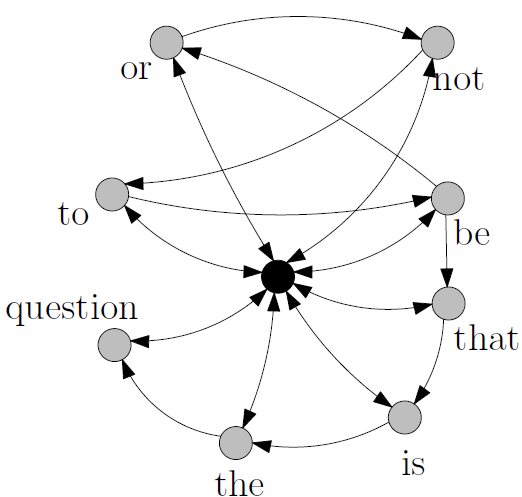 or
not
to
be
question
that
is
the